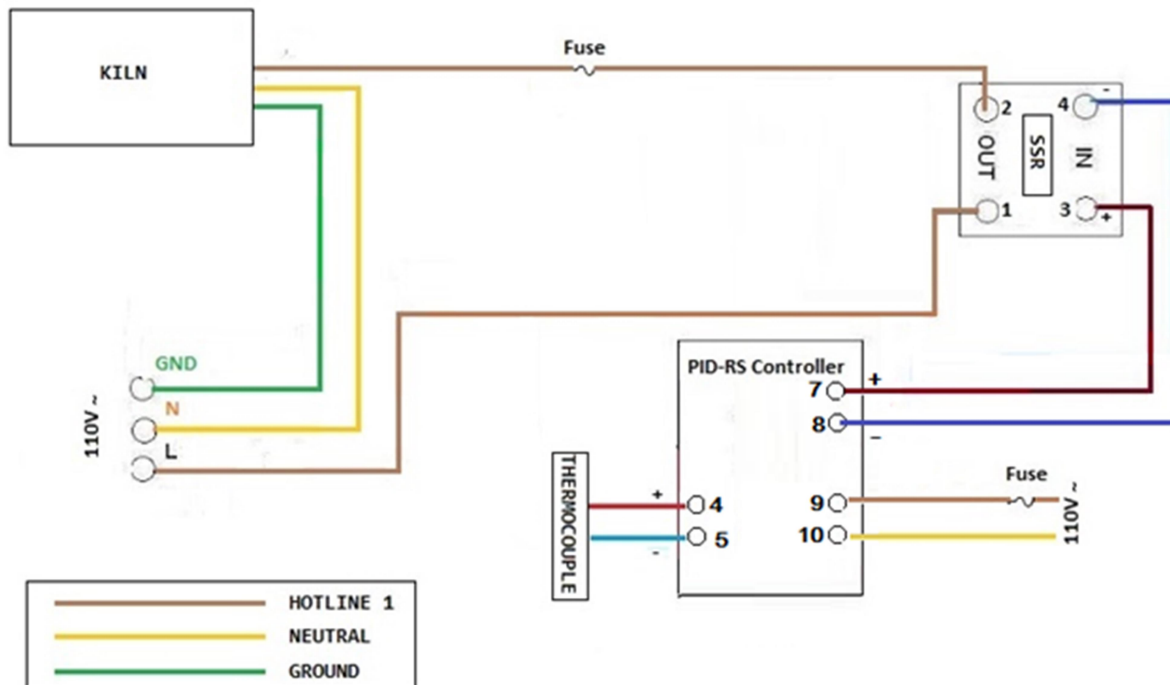 KILN
Fuse
2
4
-
OUT
SSR
IN
1
3
+
GND
N
L
110V ~
PID-RS Controller
7
+
8
-
THERMOCOUPLE
+
4
-
5
9
10
Fuse
110V ~
HOTLINE 1
NEUTRAL
GROUND